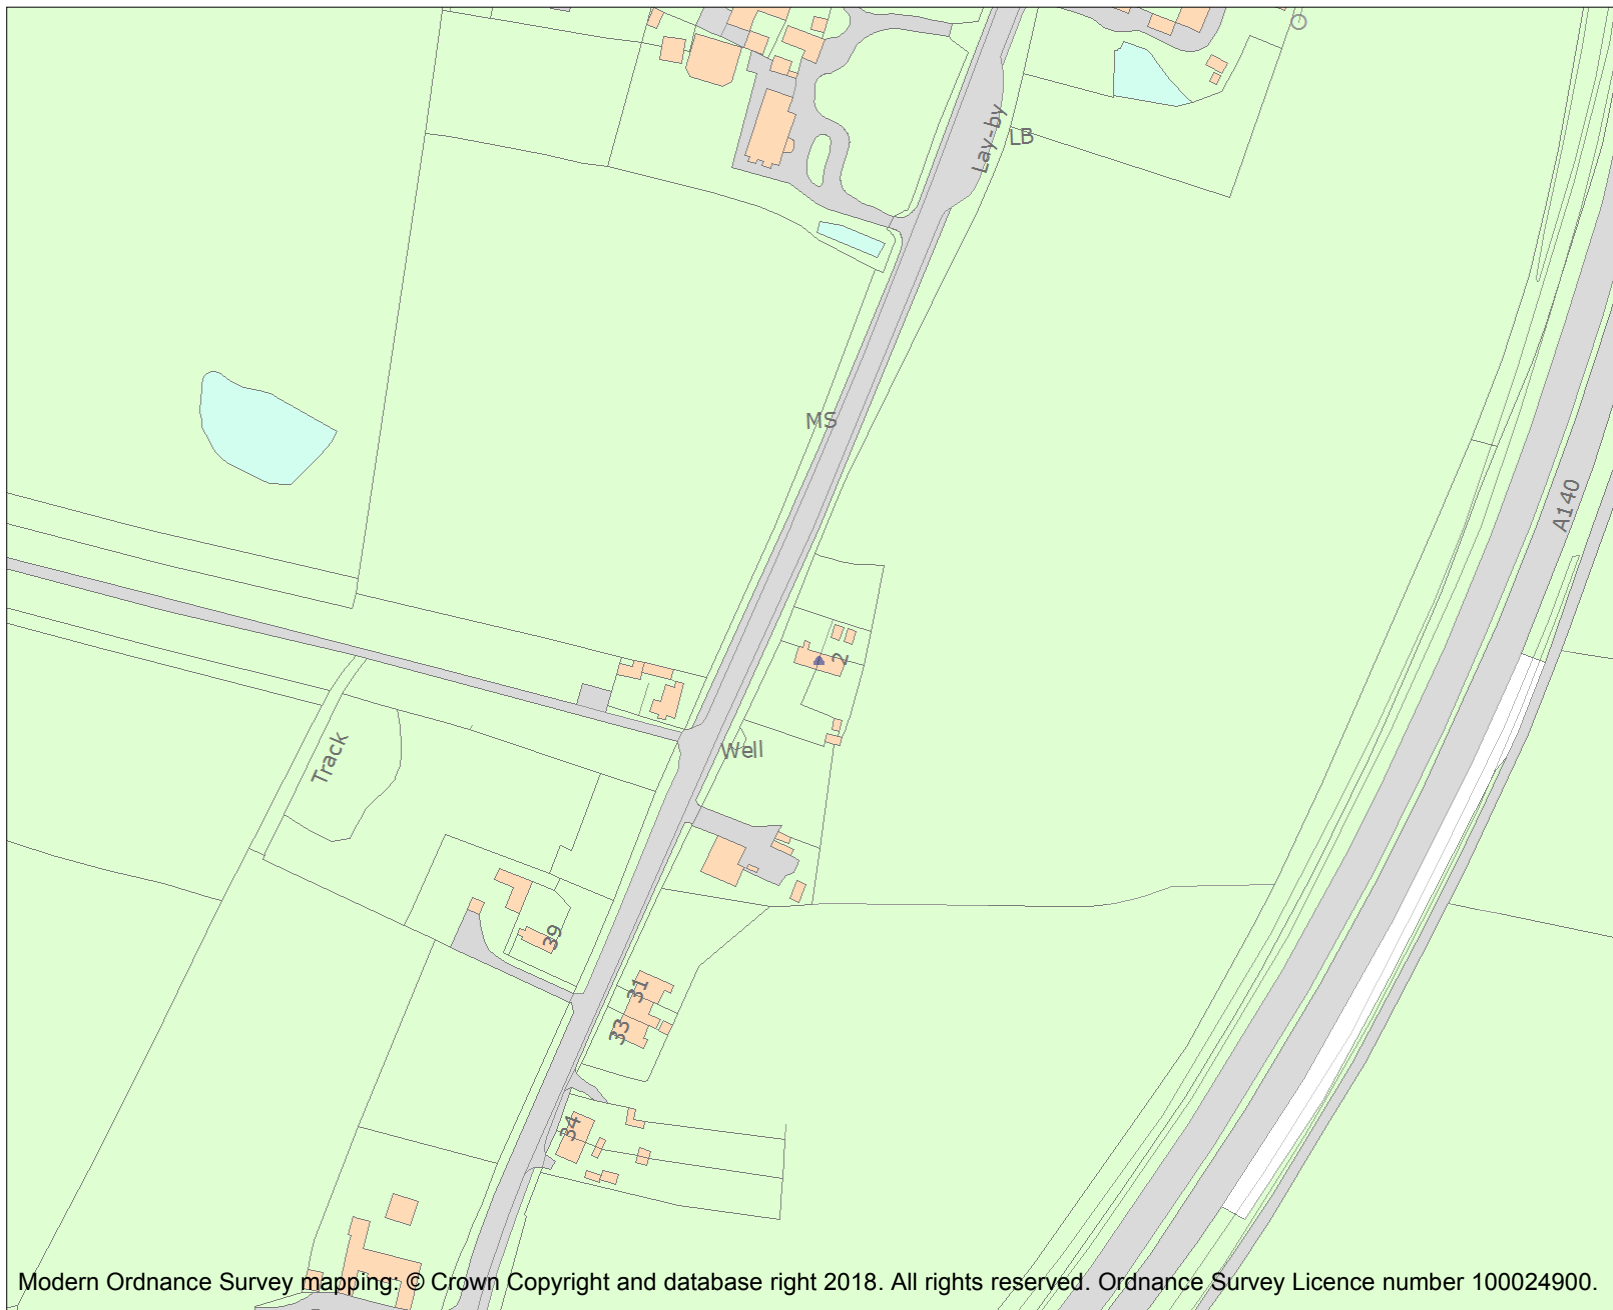 Lay-by
LB
MS
A140
2
Track
Well
39
31
33
34
Modern Ordnance Survey mapping: © Crown Copyright and database right 2018. All rights reserved. Ordnance Survey Licence number 100024900.